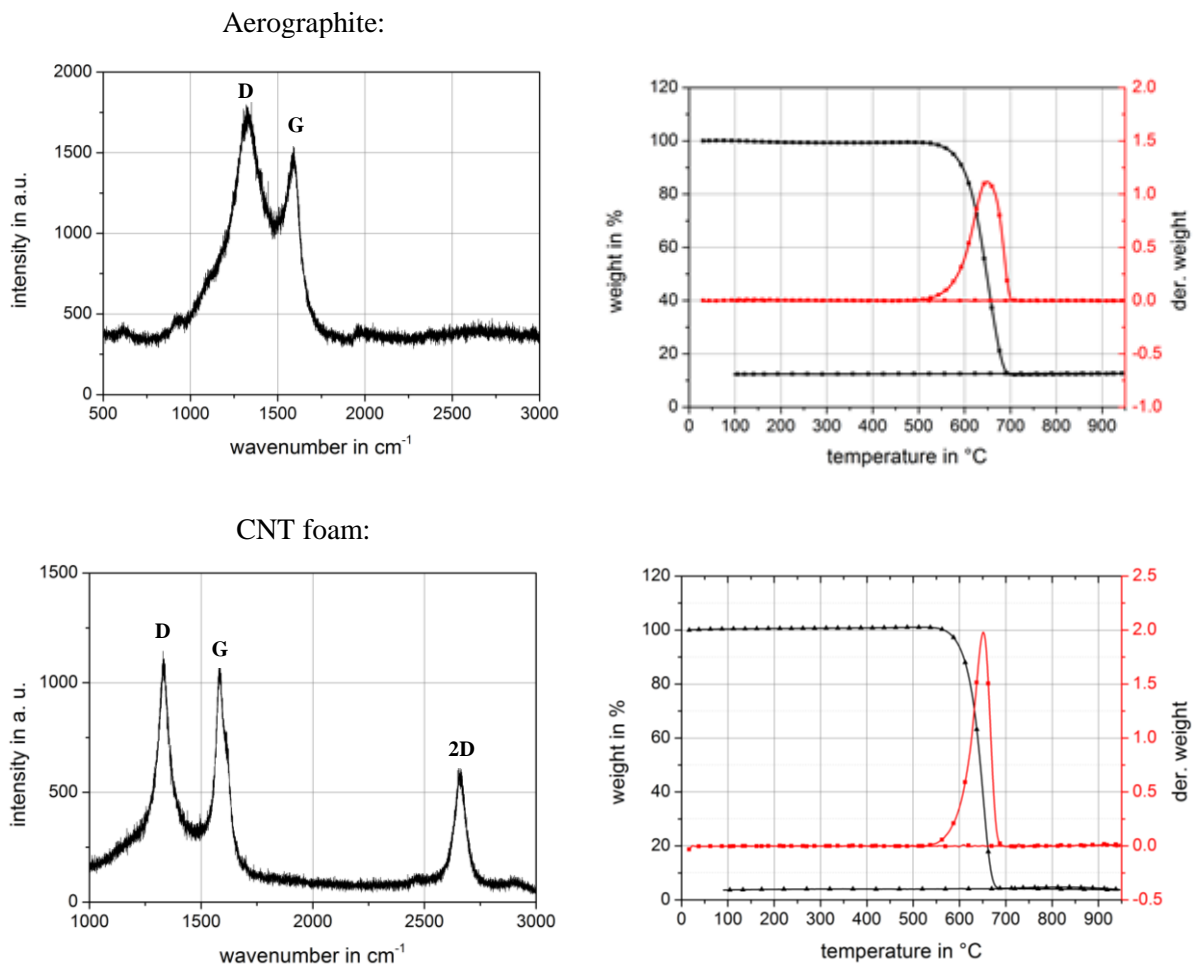 Aerographite:
2000
1500
1000
500
0
intensity in a.u.
D
G
500 1000 1500 2000 2500 3000
wavenumber in cm-1
120
100
80
60
40
20
0
weight in %
2.0
1.5
1.0
0.5
0.0
-0.5
-1.0
der. weight
0 100 200 300 400 500 600 700 800 900
temperature in °C
CNT foam:
1500
1000
500
0
intensity in a. u.
D
G
2D
1000 1500 2000 2500 3000
wavenumber in cm-1
120
100
80
60
40
20
0
weight in %
2.5
2.0
1.5
1.0
0.5
0.0
-0.5
der. weight
0 100 200 300 400 500 600 700 800 900
temperature in °C